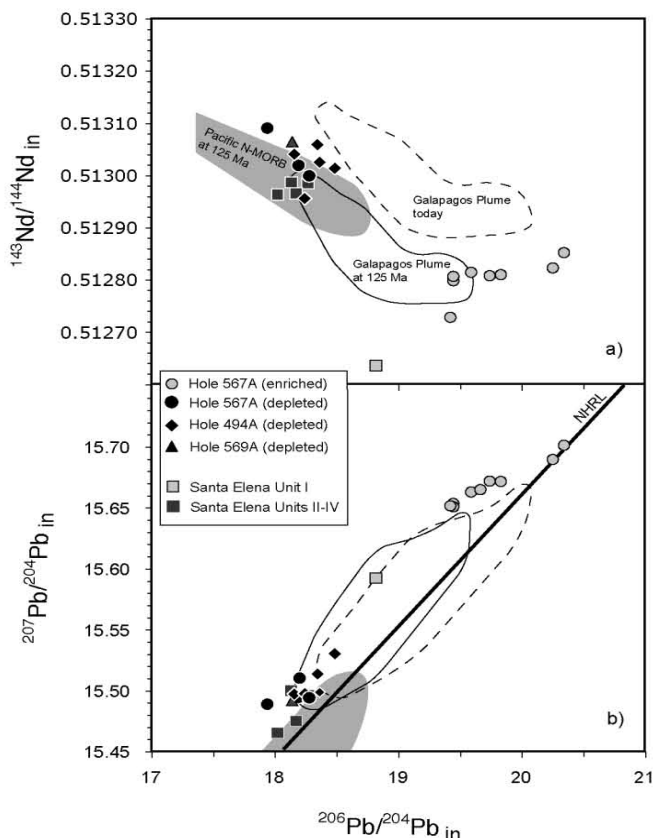 0.51330
0.51320
0.51310
0.51300
0.51290
0.51280
0.51270
143Nd/144Nd in
Pacific N-MORB
at 125 Ma
Galapagos Plume
today
Galapagos Plume
at 125 Ma
a)
Hole 567A (enriched)
Hole 567A (depleted)
Hole 494A (depleted)
Hole 569A (depleted)
Santa Elena Unit I
Santa Elena Units II-IV
NHRL
15.70
15.65
15.60
15.55
15.50
15.45
207Pb/204Pb in
b)
17
18
19
20
21
206Pb/204Pb in